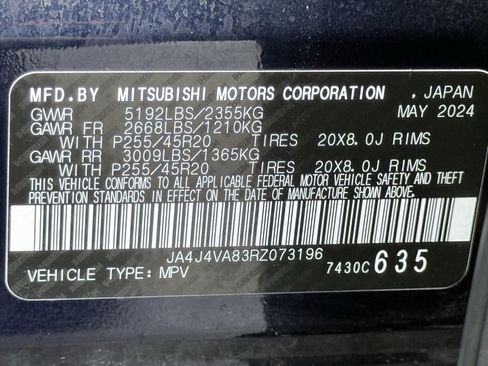 MFD.BY MITSUBISHI MOTORS CORPORATION , JAPAN
GVWR 5192LBS/2355KG MAY 2024
GAWR FR 2668LBS/1210KG
WITH P255/45R20 TIRES 20X8.0J RIMS
GAWR RR 3009LBS/1365KG
WITH P255/45R20 TIRES 20X8.0J RIMS
THIS VEHICLE CONFORMS TO ALL APPLICABLE FEDERAL MOTOR VEHICLE SAFETY AND THEFT
PREVENTION STANDARDS IN EFFECT ON THE DATE OF MANUFACTURE SHOWN ABOVE.
JA4J4VA83RZ073196
VEHICLE TYPE: MPV 7430C 635